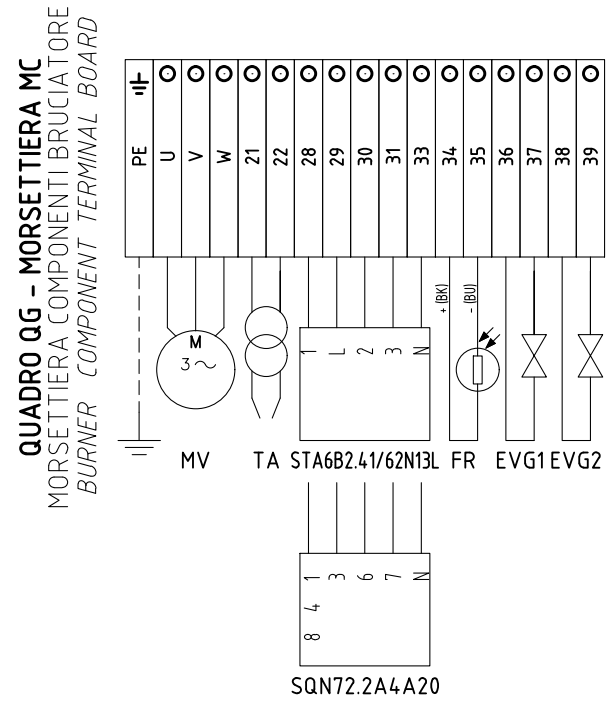 QUADRO QG - MORSETTIERA MC
MORSETTIERA COMPONENTI BRUCIATORE
BURNER COMPONENT TERMINAL BOARD
PE U V W 21 22 28 29 30 31 33 34 35 36 37 38 39
+ (BK) - (BU)
M
3~
1 L 2 3 N
MV TA STA6B2.41/62N13L FR EVG1 EVG2
1 3 6 7 N
4
8
SQN72.2A4A20